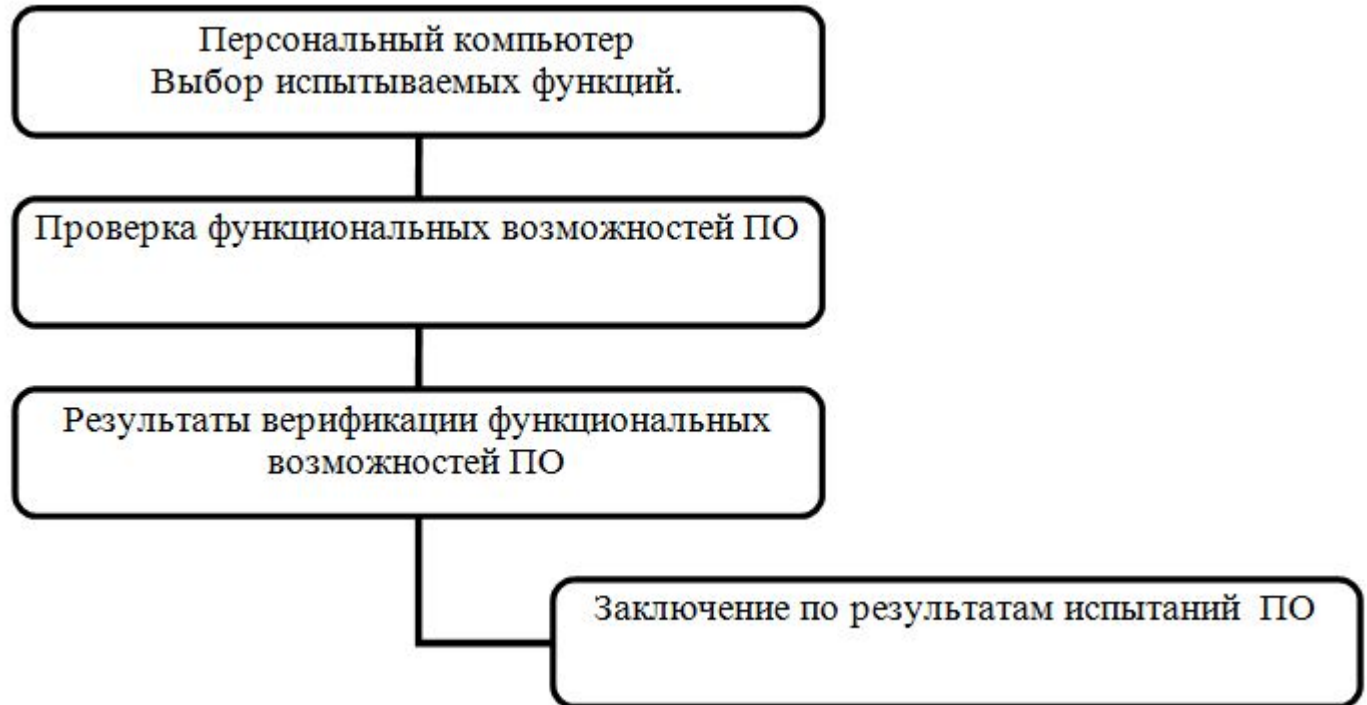 Персональный компьютер
Выбор испытываемых функций.
Проверка функциональных возможностей ПО
Результаты верификации функциональных
возможностей ПО
Заключение по результатам испытаний ПО